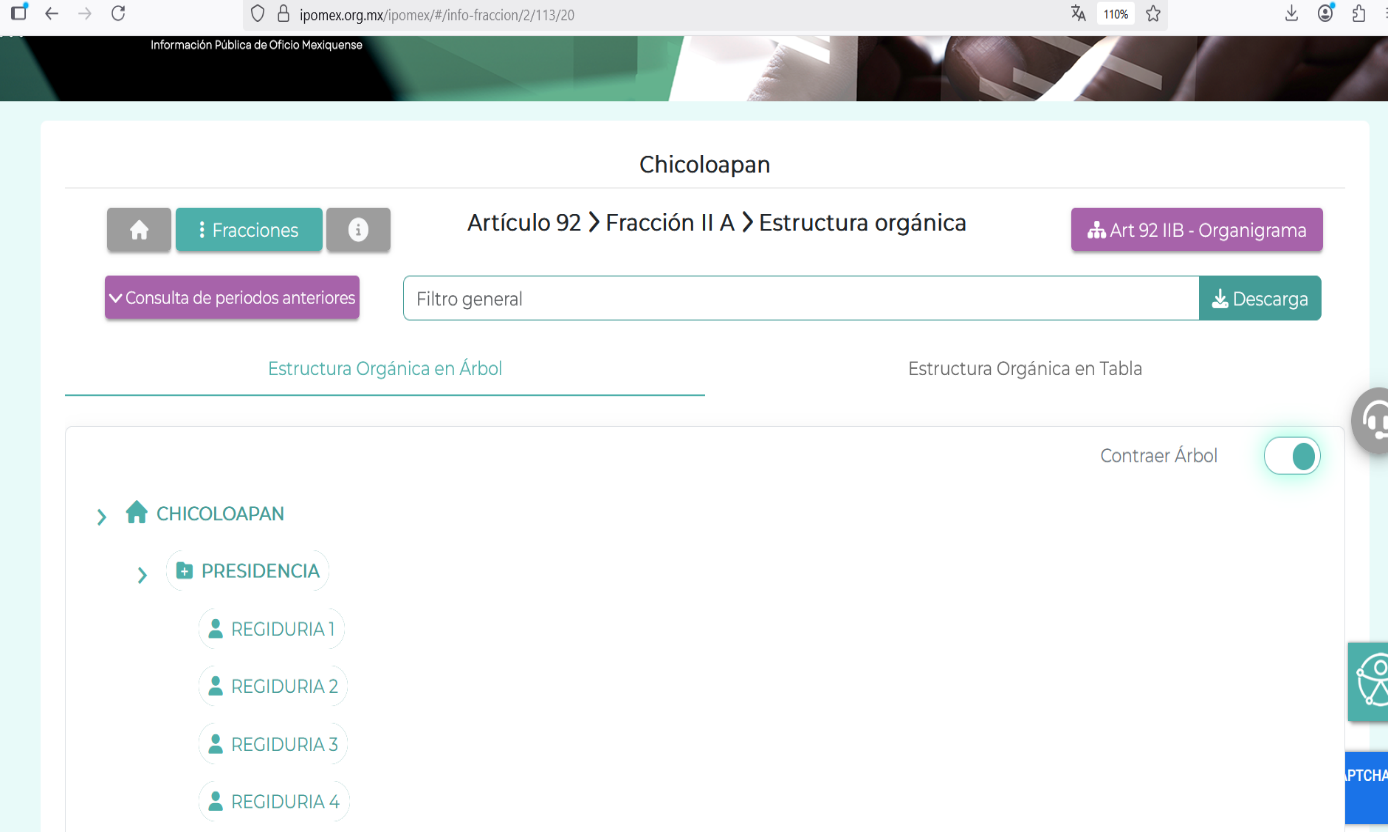 ipomex.org.mx/ipomex/#/info-fraccion/2/113/20
110%
Información Pública de Oficio Mexiquense
Chicoloapan
Fracciones
Artículo 92 > Fracción II A > Estructura orgánica
Art 92 IIB - Organigrama
Consulta de periodos anteriores
Filtro general
Descarga
Estructura Orgánica en Árbol
Estructura Orgánica en Tabla
Contraer Árbol
CHICOLOAPAN
PRESIDENCIA
REGIDURIA 1
REGIDURIA 2
REGIDURIA 3
APTCHA
REGIDURIA 4